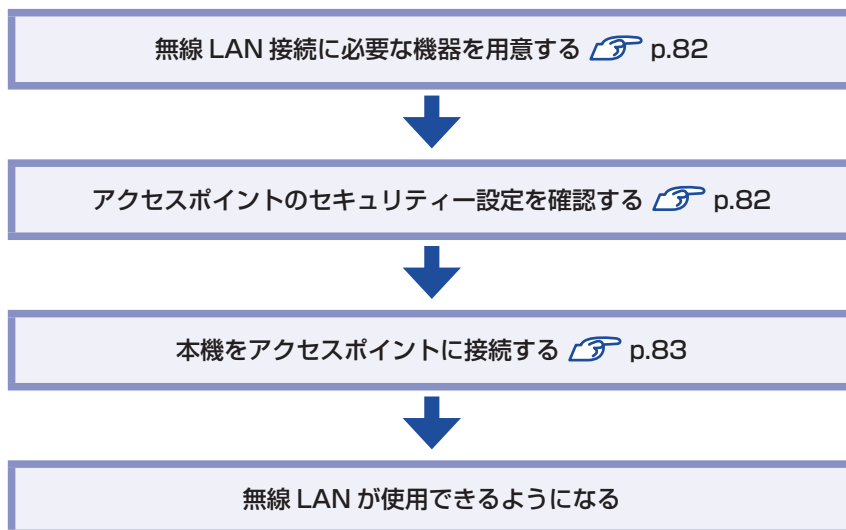 無線 LAN 接続に必要な機器を用意する p.82
アクセスポイントのセキュリティー設定を確認する p.82
本機をアクセスポイントに接続する p.83
無線 LAN が使用できるようになる